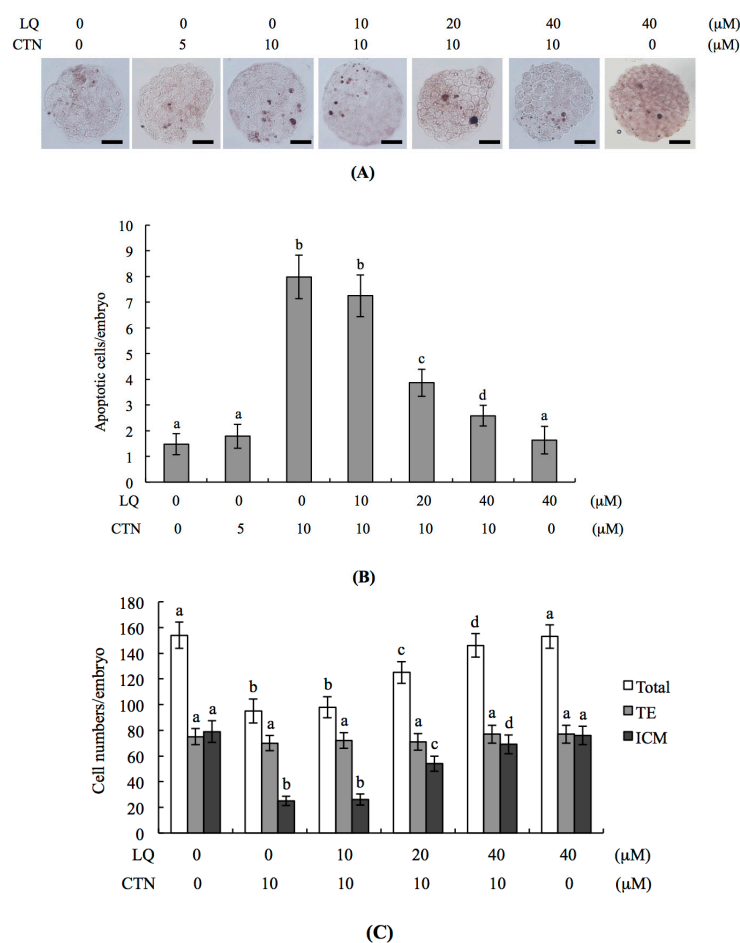 LQ 0 0 0 10 20 40 40 (μM)
CTN 0 5 10 10 10 10 0 (μM)
(A)
10
9
8
7
6
5
4
3
2
1
0
Apoptotic cells/embryo
a a b b c d a
LQ 0 0 0 10 20 40 40 (μM)
CTN 0 5 10 10 10 10 0 (μM)
(B)
180
160
140
120
100
80
60
40
20
0
Cell numbers/embryo
a a a b a b b a b c a c d a d a a a
Total
TE
ICM
LQ 0 0 10 20 40 40 (μM)
CTN 0 10 10 10 10 0 (μM)
(C)